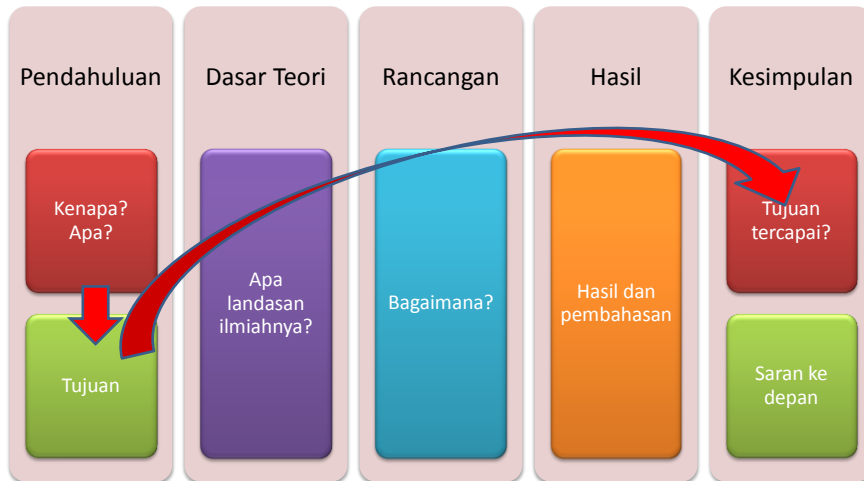 Pendahuluan
Kenapa?
Apa?
Tujuan
Dasar Teori
Apa
landasan
ilmiahnya?
Rancangan
Bagaimana?
Hasil
Hasil dan
pembahasan
Kesimpulan
Tujuan
tercapai?
Saran ke
depan